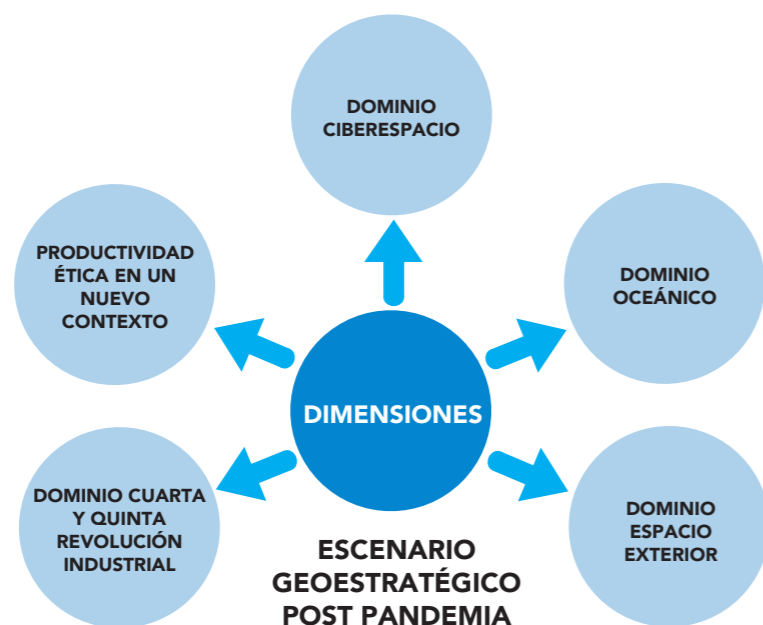 DOMINIO
CIBERESPACIO
PRODUCTIVIDAD
ÉTICA EN UN
NUEVO
CONTEXTO
DOMINIO
OCEÁNICO
DIMENSIONES
DOMINIO CUARTA
Y QUINTA
REVOLUCIÓN
INDUSTRIAL
DOMINIO
ESPACIO
EXTERIOR
ESCENARIO
GEOESTRATÉGICO
POST PANDEMIA